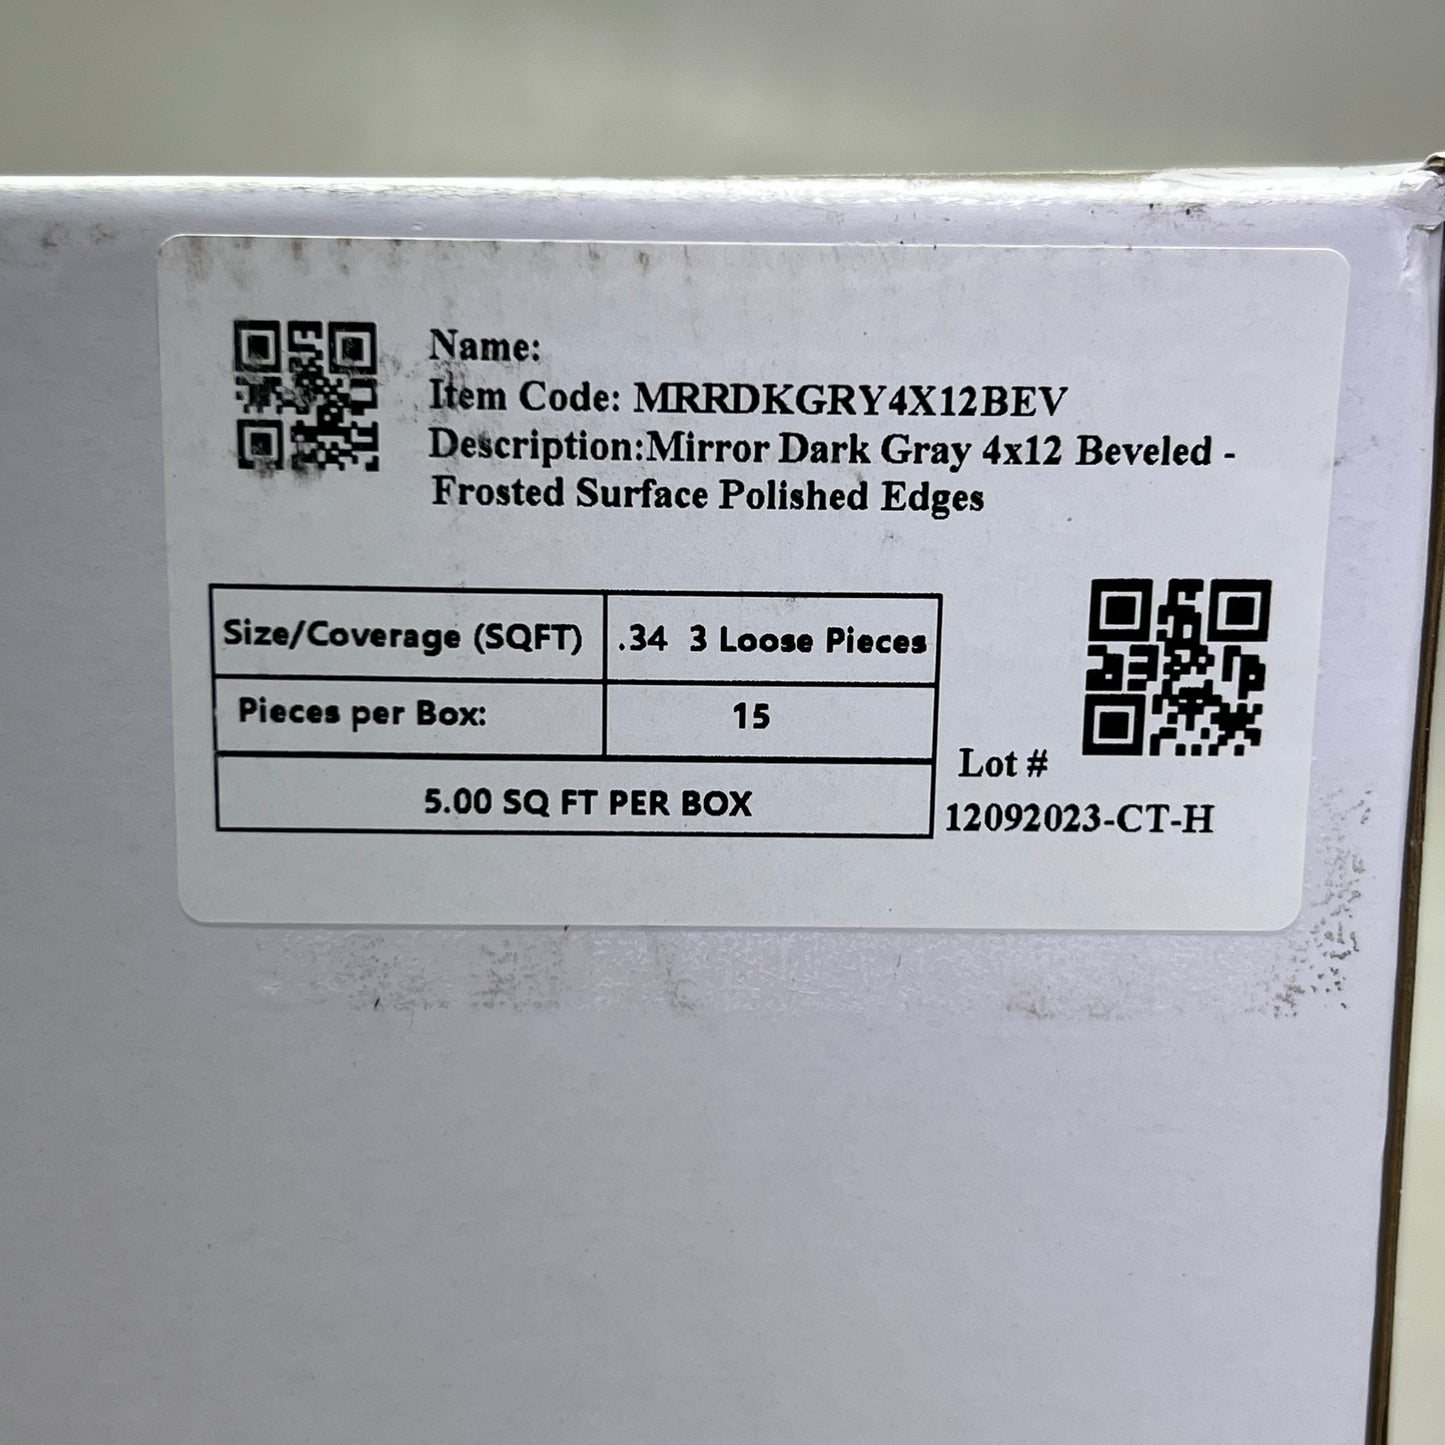 Name:
Item Code: MRRDKGRY4X12BEV
Description:Mirror Dark Gray 4x12 Beveled -
Frosted Surface Polished Edges
Size/Coverage (SQFT) .34 3 Loose Pieces
Pieces per Box: 15
5.00 SQ FT PER BOX
Lot #
12092023-CT-H